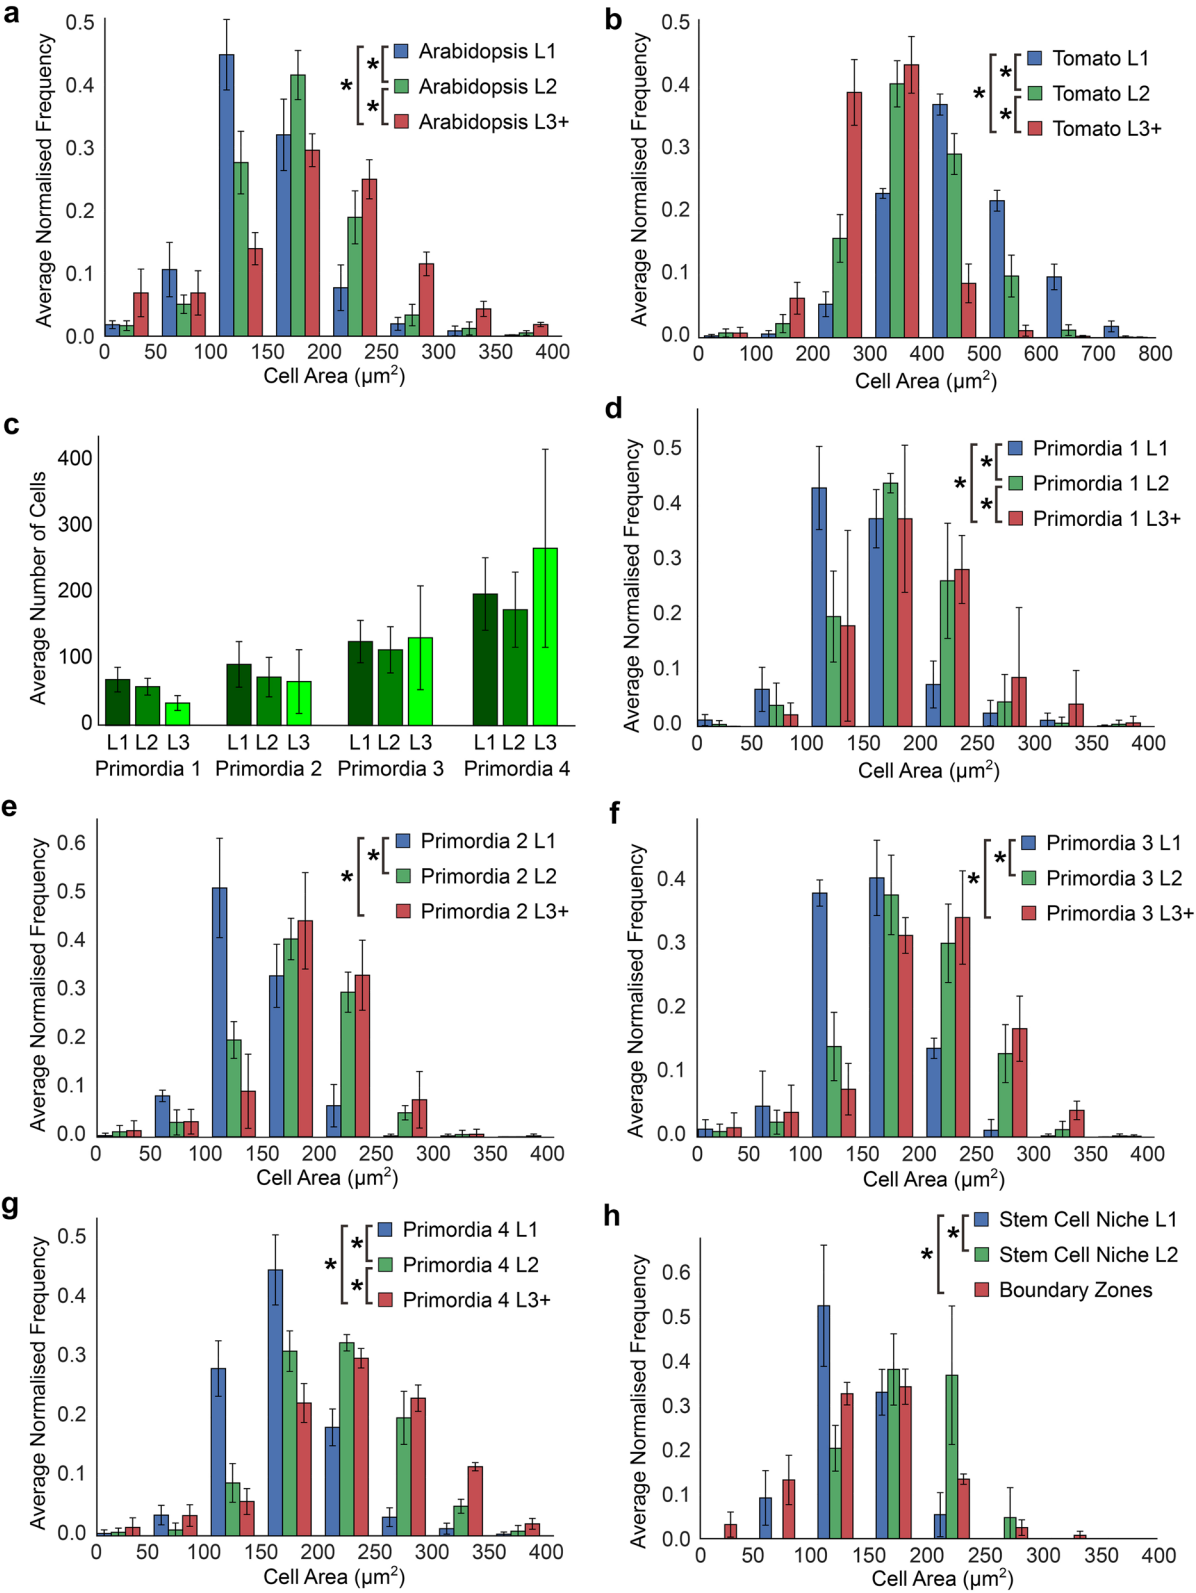 a
0.5
0.4
0.3
0.2
0.1
0.0
Average Normalised Frequency
* Arabidopsis L1
* Arabidopsis L2
* Arabidopsis L3+
0 50 100 150 200 250 300 350 400
Cell Area (µm²)
b
0.5
0.4
0.3
0.2
0.1
0.0
Average Normalised Frequency
* Tomato L1
* Tomato L2
* Tomato L3+
0 100 200 300 400 500 600 700 800
Cell Area (µm²)
c
400
300
200
100
0
Average Number of Cells
L1 L2 L3 L1 L2 L3 L1 L2 L3 L1 L2 L3
Primordia 1 Primordia 2 Primordia 3 Primordia 4
d
0.5
0.4
0.3
0.2
0.1
0.0
Average Normalised Frequency
* Primordia 1 L1
* Primordia 1 L2
* Primordia 1 L3+
0 50 100 150 200 250 300 350 400
Cell Area (µm²)
e
0.6
0.5
0.4
0.3
0.2
0.1
0.0
Average Normalised Frequency
* Primordia 2 L1
* Primordia 2 L2
Primordia 2 L3+
0 50 100 150 200 250 300 350 400
Cell Area (µm²)
f
0.4
0.3
0.2
0.1
0.0
Average Normalised Frequency
* Primordia 3 L1
* Primordia 3 L2
Primordia 3 L3+
0 50 100 150 200 250 300 350 400
Cell Area (µm²)
g
0.5
0.4
0.3
0.2
0.1
0.0
Average Normalised Frequency
* Primordia 4 L1
* Primordia 4 L2
* Primordia 4 L3+
0 50 100 150 200 250 300 350 400
Cell Area (µm²)
h
0.6
0.5
0.4
0.3
0.2
0.1
0.0
Average Normalised Frequency
* Stem Cell Niche L1
* Stem Cell Niche L2
Boundary Zones
0 50 100 150 200 250 300 350 400
Cell Area (µm²)